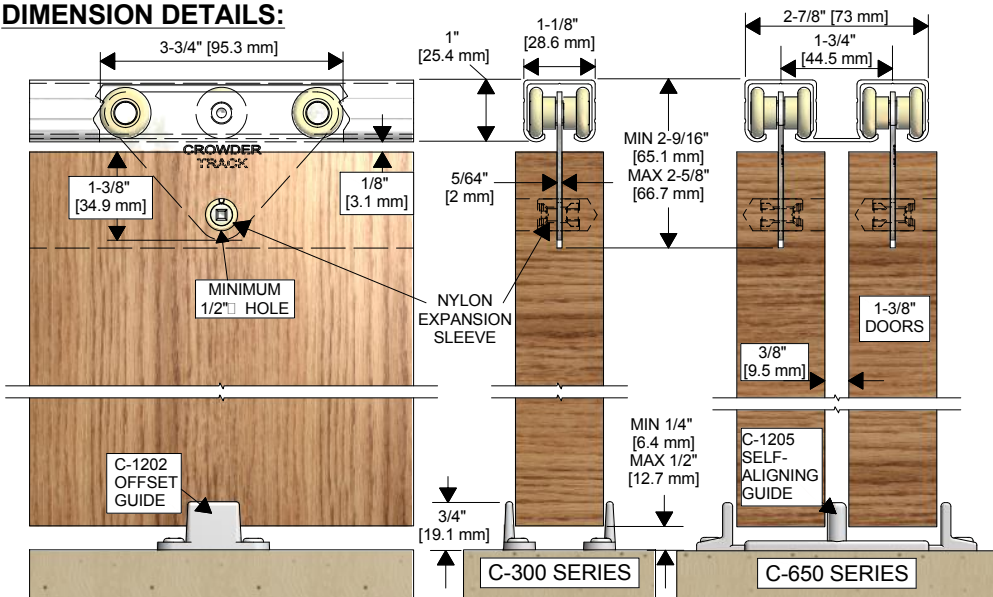 DIMENSION DETAILS:
3-3/4" [95.3 mm]
1"
[25.4 mm]
1-1/8"
[28.6 mm]
2-7/8" [73 mm]
1-3/4"
[44.5 mm]
CROWDER
TRACK
1-3/8"
[34.9 mm]
1/8"
[3.1 mm]
5/64"
[2 mm]
MIN 2-9/16"
[65.1 mm]
MAX 2-5/8"
[66.7 mm]
MINIMUM
1/2"□ HOLE
NYLON
EXPANSION
SLEEVE
1-3/8"
DOORS
3/8"
[9.5 mm]
C-1202
OFFSET
GUIDE
3/4"
[19.1 mm]
MIN 1/4"
[6.4 mm]
MAX 1/2"
[12.7 mm]
C-1205
SELF-
ALIGNING
GUIDE
C-300 SERIES
C-650 SERIES